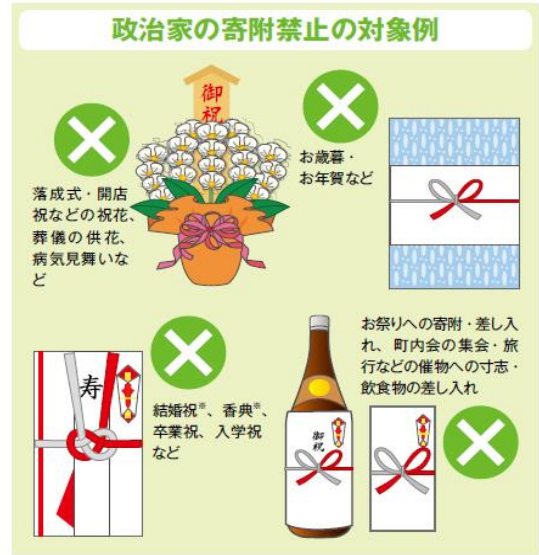 政治家の寄附禁止の対象例
御祝
落成式・開店
祝などの祝花、
葬儀の供花、
病気見舞いな
ど
お歳暮・
お年賀など
寿
結婚祝※、香典※、
卒業祝、入学祝
など
御祝
お祭りへの寄附・差し入
れ、町内会の集会・旅
行などの催物への寸志・
飲食物の差し入れ